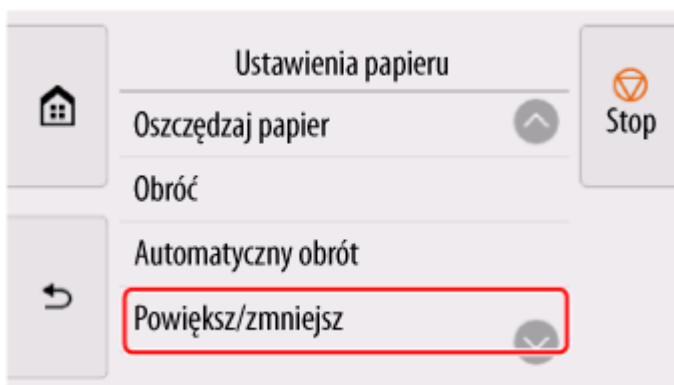 Ustawienia papieru
Oszczędzaj papier
Stop
Obróć
Automatyczny obrót
Powiększ/zmniejsz